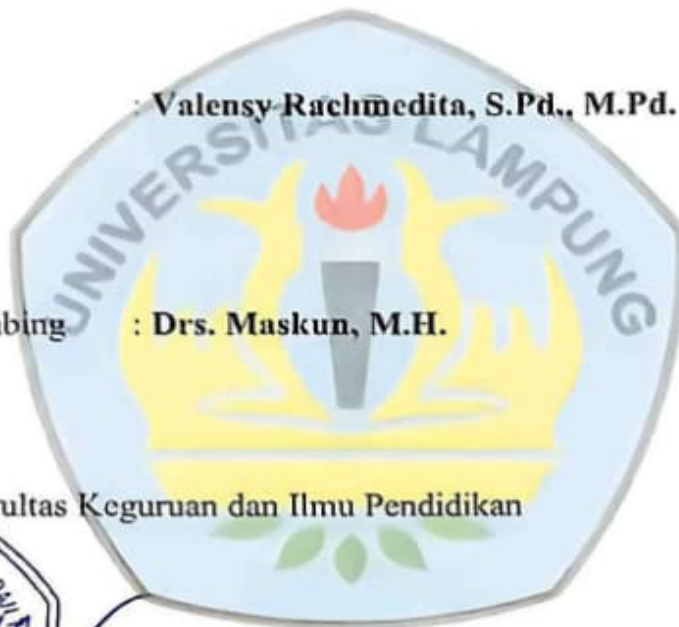 : Valensy Rachmedita, S.Pd., M.Pd.
UNIVERSITAS LAMPUNG
bing : Drs. Maskun, M.H.
ultas Keguruan dan Ilmu Pendidikan